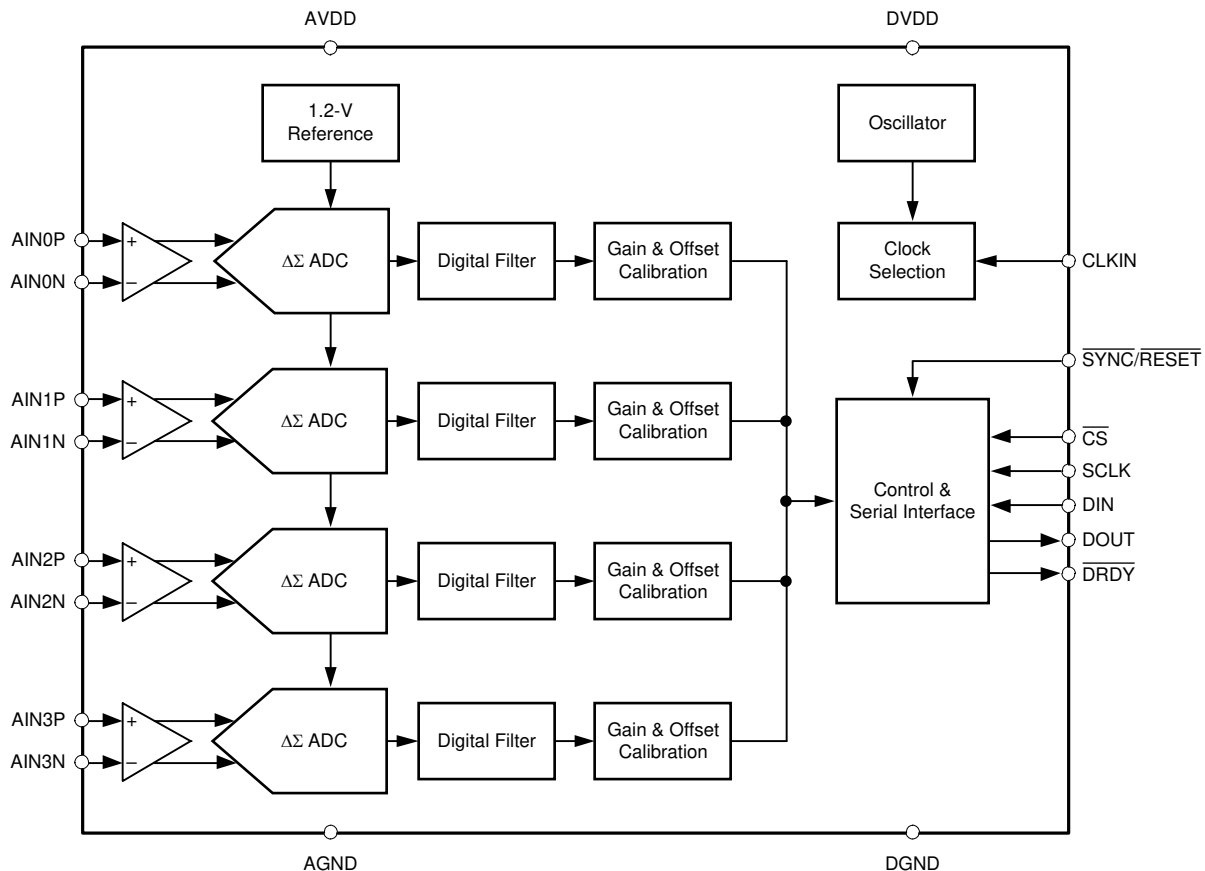 AVDD
DVDD
1.2-V
Reference
Oscillator
AIN0P
+
AIN0N
−
ΔΣ ADC
Digital Filter
Gain & Offset
Calibration
Clock
Selection
CLKIN
SYNC/RESET
AIN1P
+
AIN1N
−
ΔΣ ADC
Digital Filter
Gain & Offset
Calibration
CS
SCLK
Control &
Serial Interface
DIN
DOUT
DRDY
AIN2P
+
AIN2N
−
ΔΣ ADC
Digital Filter
Gain & Offset
Calibration
AIN3P
+
AIN3N
−
ΔΣ ADC
Digital Filter
Gain & Offset
Calibration
AGND
DGND